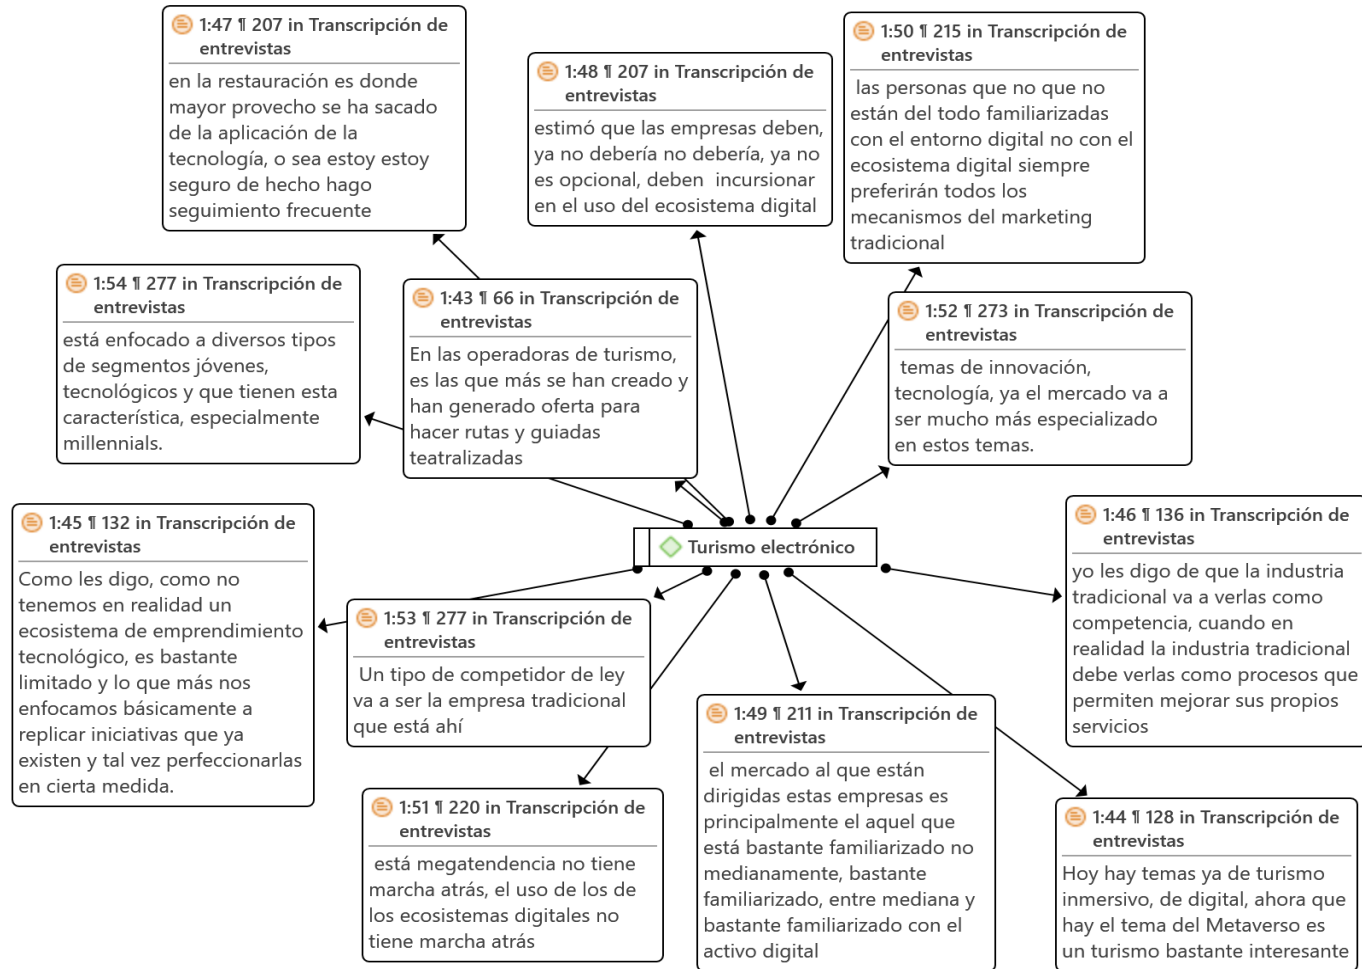 1:47 ¶ 207 in Transcripción de
entrevistas
en la restauración es donde
mayor provecho se ha sacado
de la aplicación de la
tecnología, o sea estoy estoy
seguro de hecho hago
seguimiento frecuente
1:48 ¶ 207 in Transcripción de
entrevistas
estimó que las empresas deben,
ya no debería no debería, ya no
es opcional, deben incursionar
en el uso del ecosistema digital
1:50 ¶ 215 in Transcripción de
entrevistas
las personas que no que no
están del todo familiarizadas
con el entorno digital no con el
ecosistema digital siempre
preferirán todos los
mecanismos del marketing
tradicional
1:54 ¶ 277 in Transcripción de
entrevistas
está enfocado a diversos tipos
de segmentos jóvenes,
tecnológicos y que tienen esta
característica, especialmente
millennials.
1:43 ¶ 66 in Transcripción de
entrevistas
En las operadoras de turismo,
es las que más se han creado y
han generado oferta para
hacer rutas y guiadas
teatralizadas
1:52 ¶ 273 in Transcripción de
entrevistas
temas de innovación,
tecnología, ya el mercado va a
ser mucho más especializado
en estos temas.
Turismo electrónico
1:45 ¶ 132 in Transcripción de
entrevistas
Como les digo, como no
tenemos en realidad un
ecosistema de emprendimiento
tecnológico, es bastante
limitado y lo que más nos
enfocamos básicamente a
replicar iniciativas que ya
existen y tal vez perfeccionarlas
en cierta medida.
1:53 ¶ 277 in Transcripción de
entrevistas
Un tipo de competidor de ley
va a ser la empresa tradicional
que está ahí
1:46 ¶ 136 in Transcripción de
entrevistas
yo les digo de que la industria
tradicional va a verlas como
competencia, cuando en
realidad la industria tradicional
debe verlas como procesos que
permiten mejorar sus propios
servicios
1:49 ¶ 211 in Transcripción de
entrevistas
el mercado al que están
dirigidas estas empresas es
principalmente el aquel que
está bastante familiarizado no
medianamente, bastante
familiarizado, entre mediana y
bastante familiarizado con el
activo digital
1:51 ¶ 220 in Transcripción de
entrevistas
está megatendencia no tiene
marcha atrás, el uso de los de
los ecosistemas digitales no
tiene marcha atrás
1:44 ¶ 128 in Transcripción de
entrevistas
Hoy hay temas ya de turismo
inmersivo, de digital, ahora que
hay el tema del Metaverso es
un turismo bastante interesante